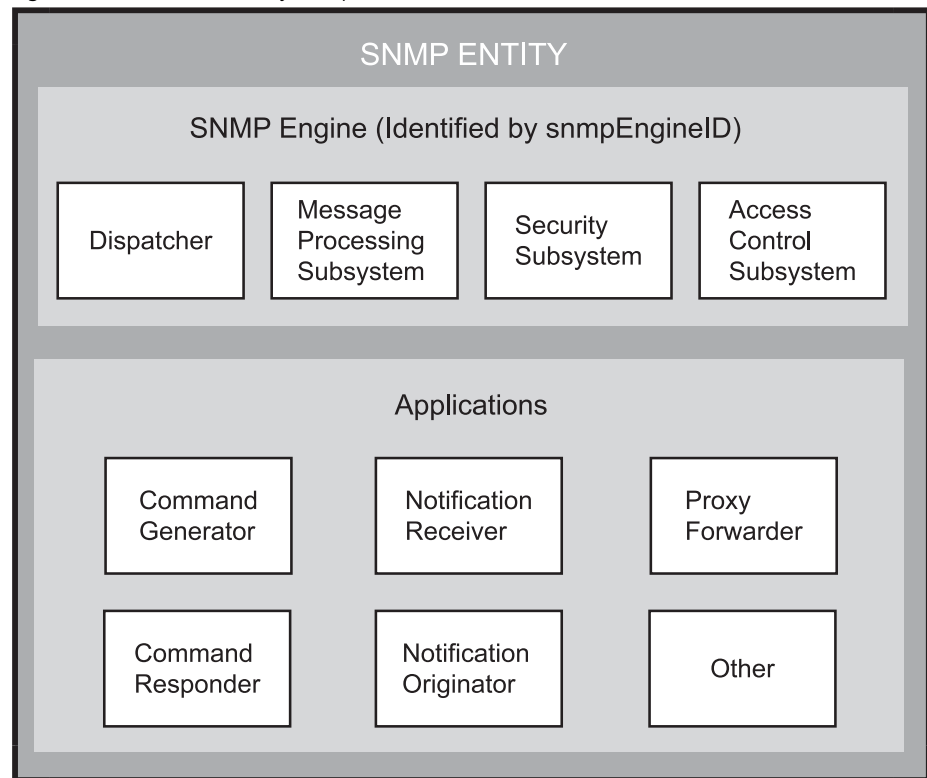 SNMP ENTITY
SNMP Engine (Identified by snmpEngineID)
Dispatcher
Message
Processing
Subsystem
Security
Subsystem
Access
Control
Subsystem
Applications
Command
Generator
Notification
Receiver
Proxy
Forwarder
Command
Responder
Notification
Originator
Other